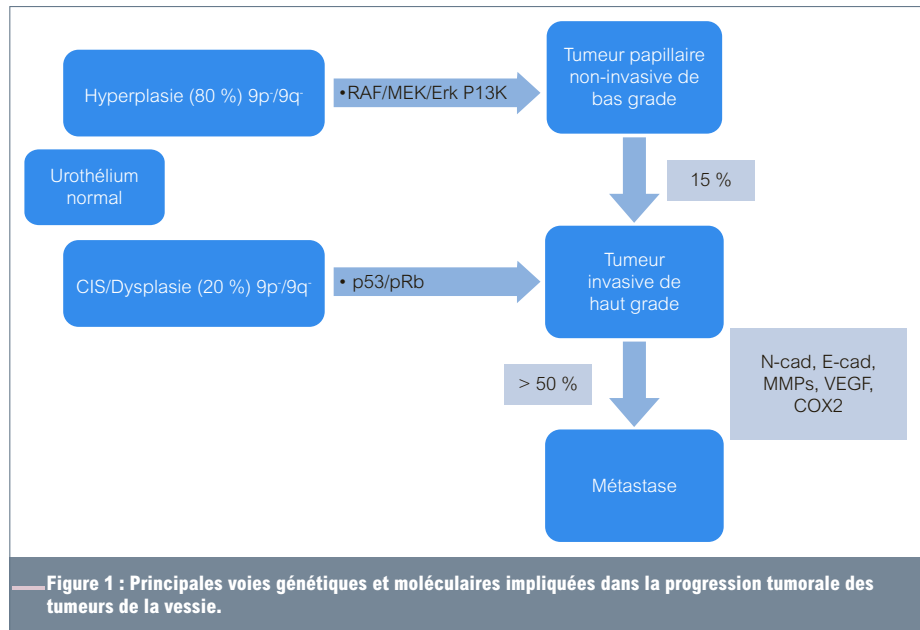 Hyperplasie (80 %) 9p-/9q-
•RAF/MEK/Erk P13K
Tumeur papillaire
non-invasive de
bas grade
Urothélium
normal
15 %
CIS/Dysplasie (20 %) 9p-/9q-
• p53/pRb
Tumeur
invasive de
haut grade
> 50 %
N-cad, E-cad,
MMPs, VEGF,
COX2
Métastase
Figure 1 : Principales voies génétiques et moléculaires impliquées dans la progression tumorale des
tumeurs de la vessie.